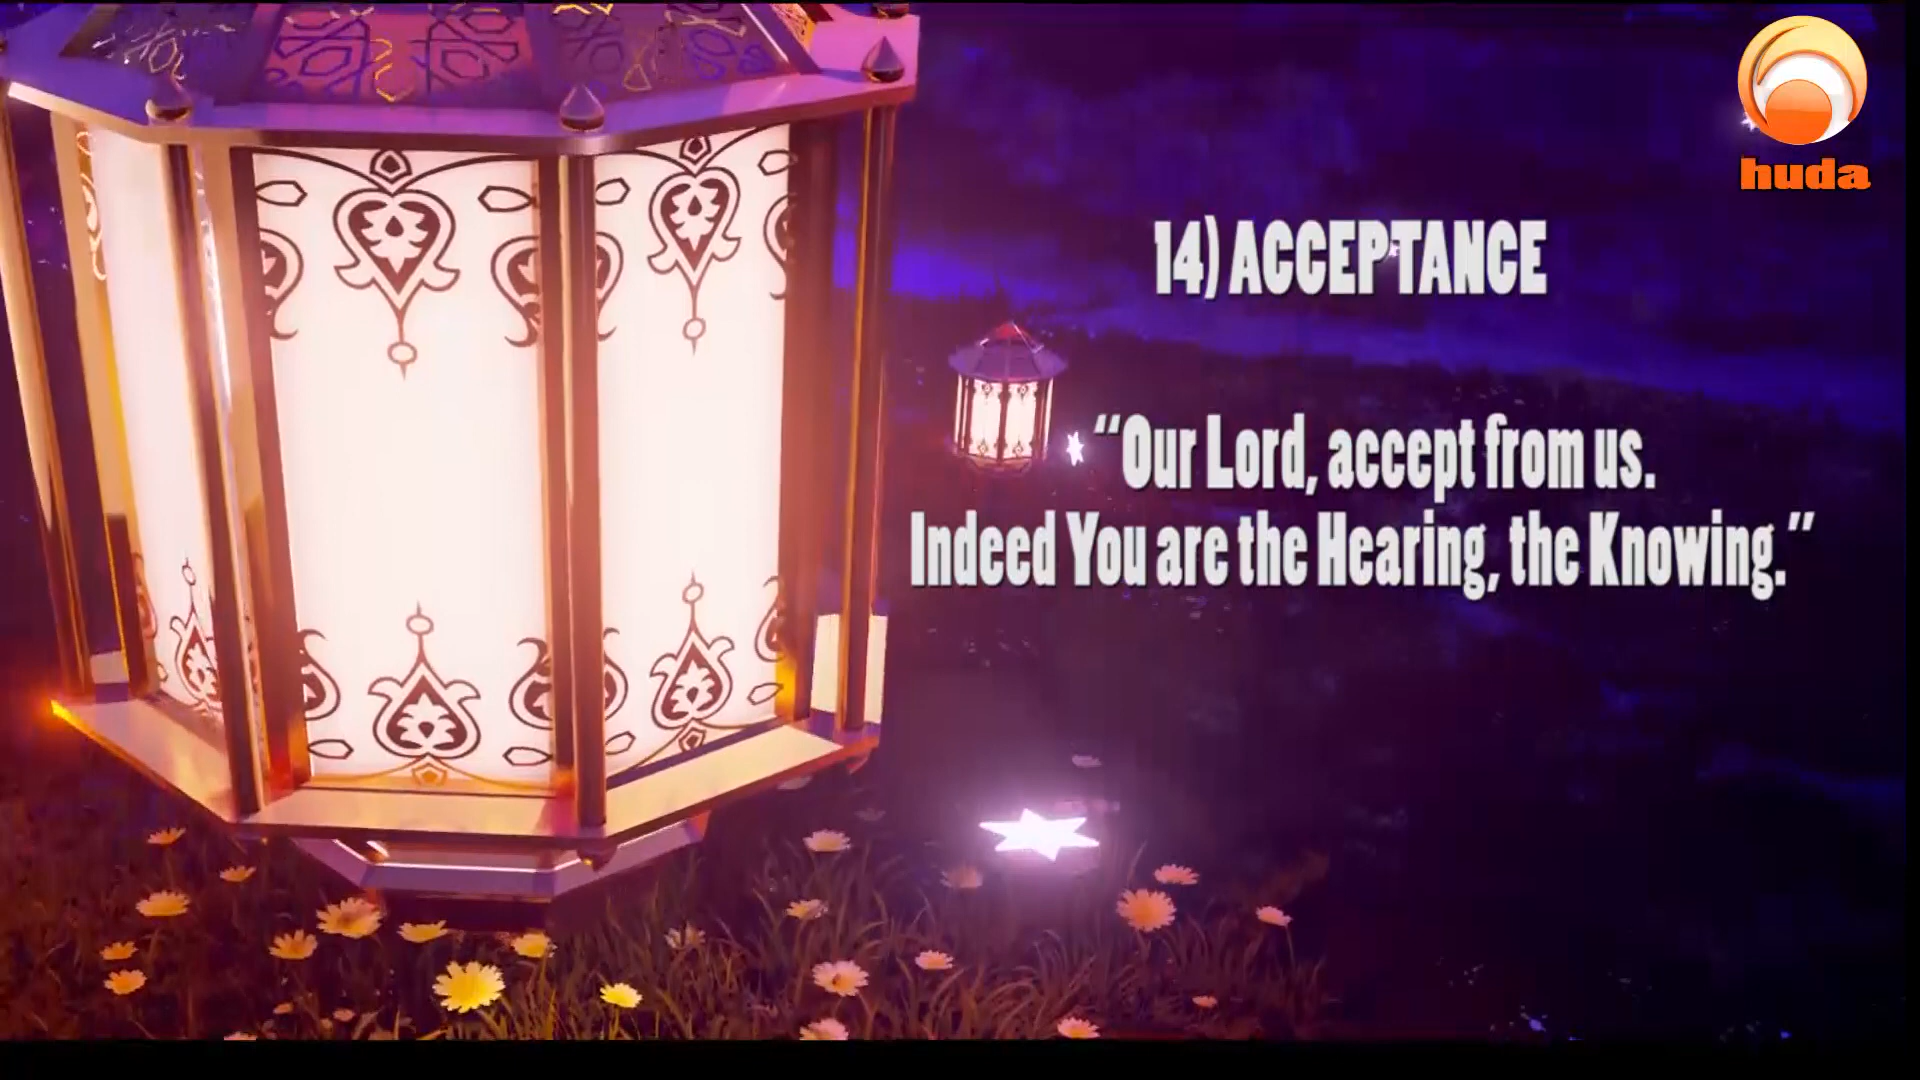 huda
14) ACCEPTANCE
“Our Lord, accept from us.
Indeed You are the Hearing, the Knowing.”